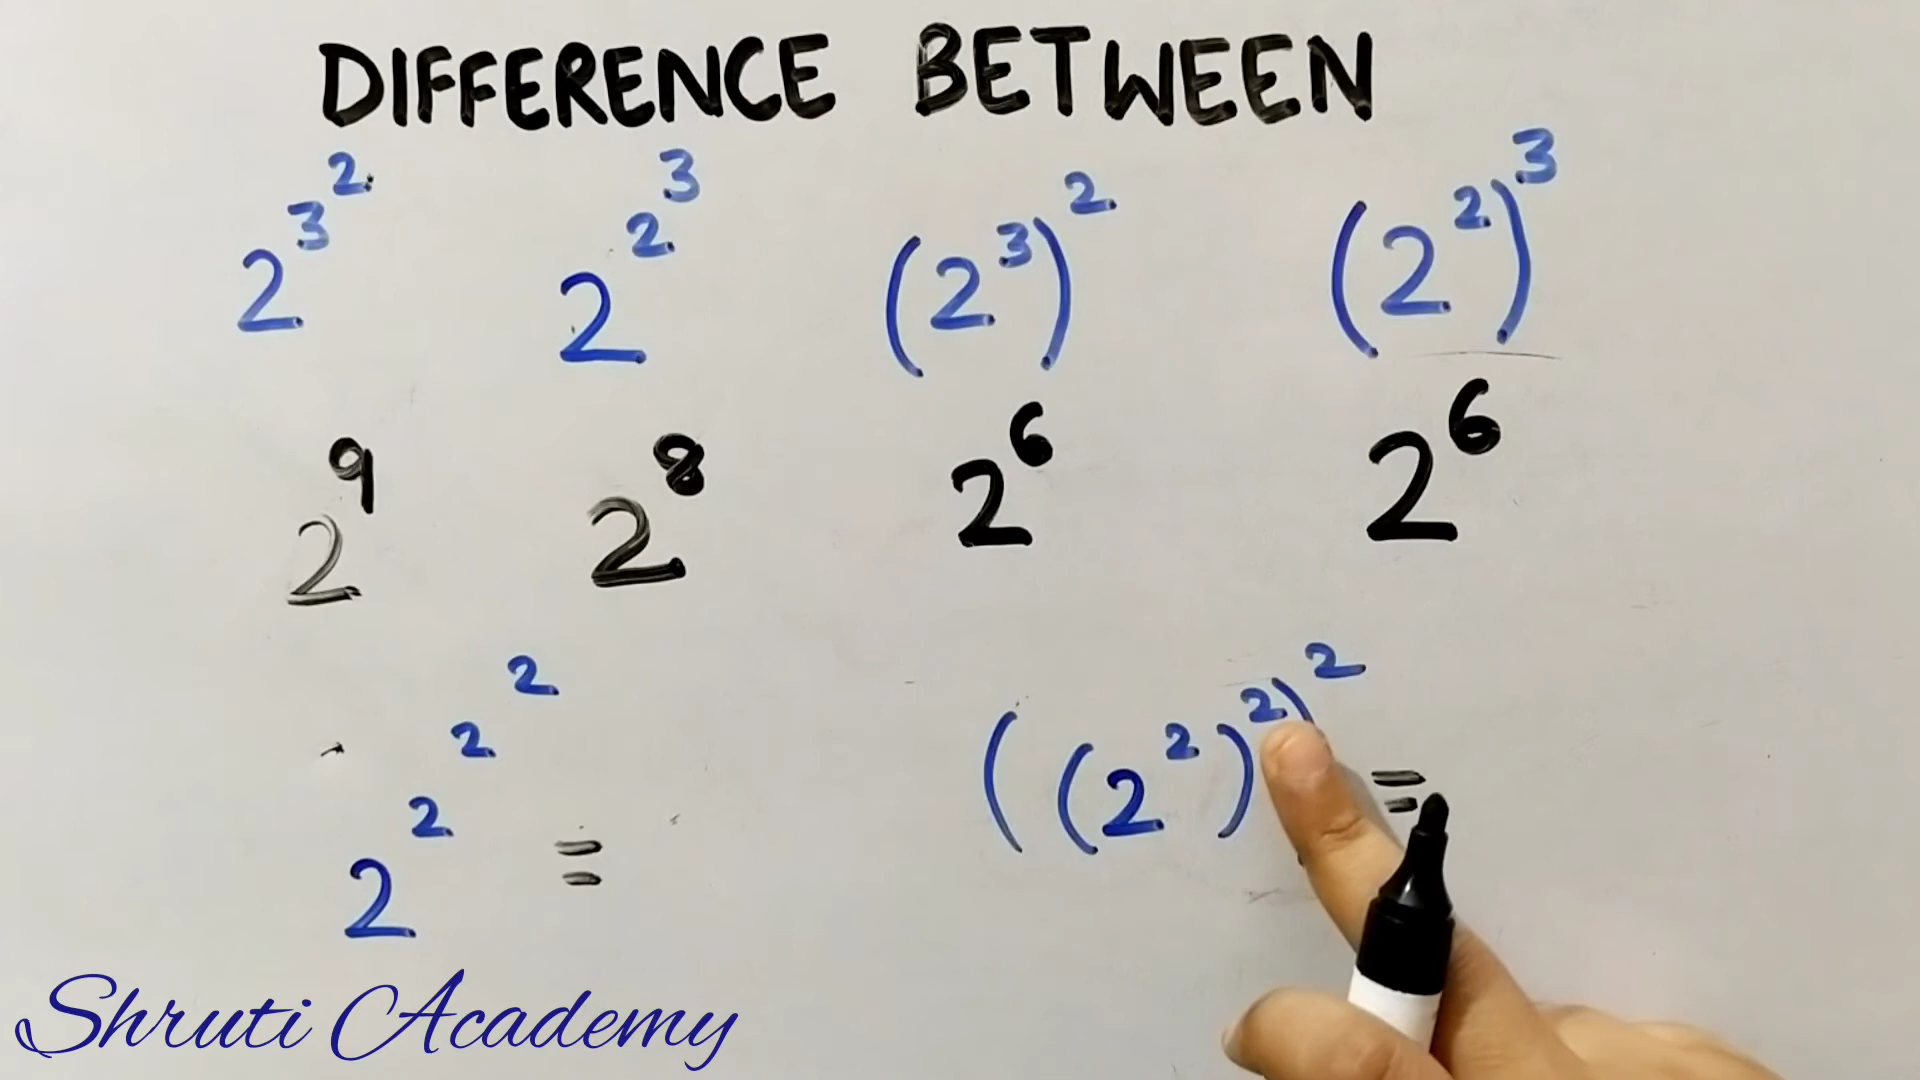 DIFFERENCE BETWEEN
2^3^2 2^2^3 (2^3)^2 (2^2)^3
2^9 2^8 2^6 2^6
2^2^2^2 = ((2^2)^2)^2 =
Shruti Academy